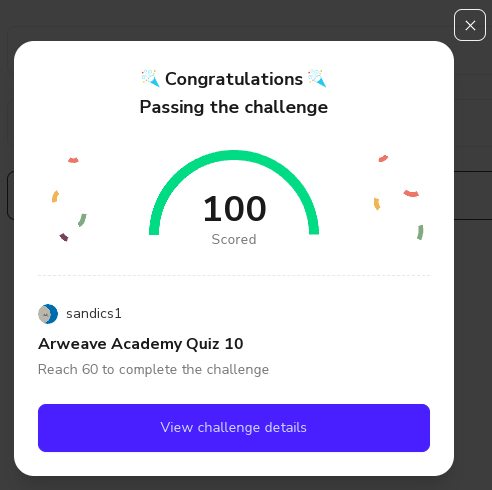 Congratulations
Passing the challenge
100
Scored
sandics1
Arweave Academy Quiz 10
Reach 60 to complete the challenge
View challenge details